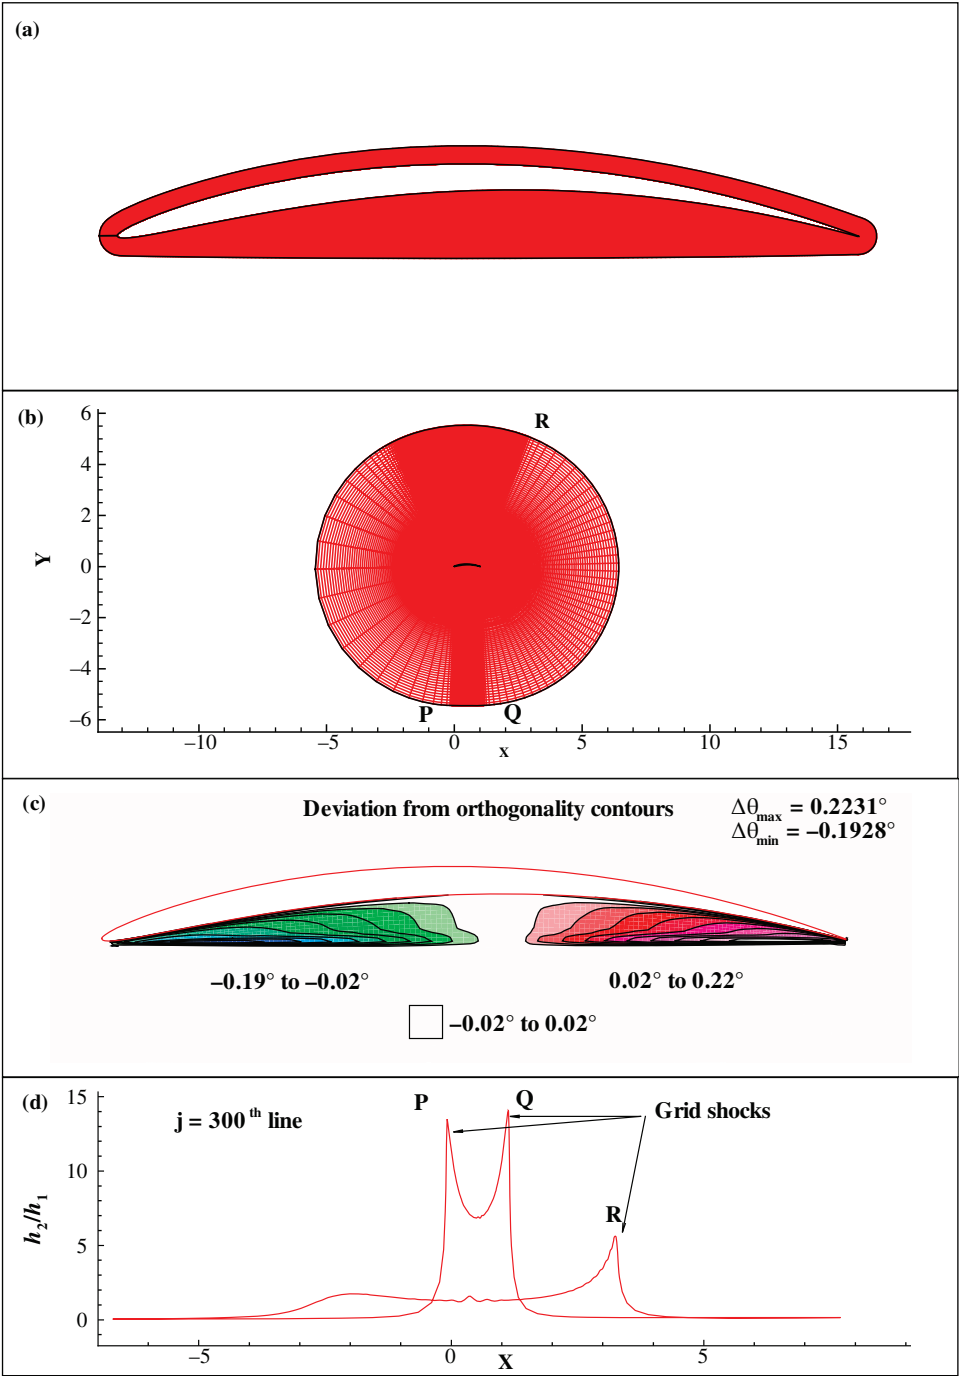 (a)
(b)
R
6
4
2
0
−2
−4
−6
Y
P
Q
−10
−5
0
5
10
15
x
(c)
Deviation from orthogonality contours
Δθmax = 0.2231°
Δθmin = −0.1928°
−0.19° to −0.02°
0.02° to 0.22°
−0.02° to 0.02°
(d)
15
10
5
0
h2/h1
j = 300 th line
P
Q
Grid shocks
R
−5
0
5
X